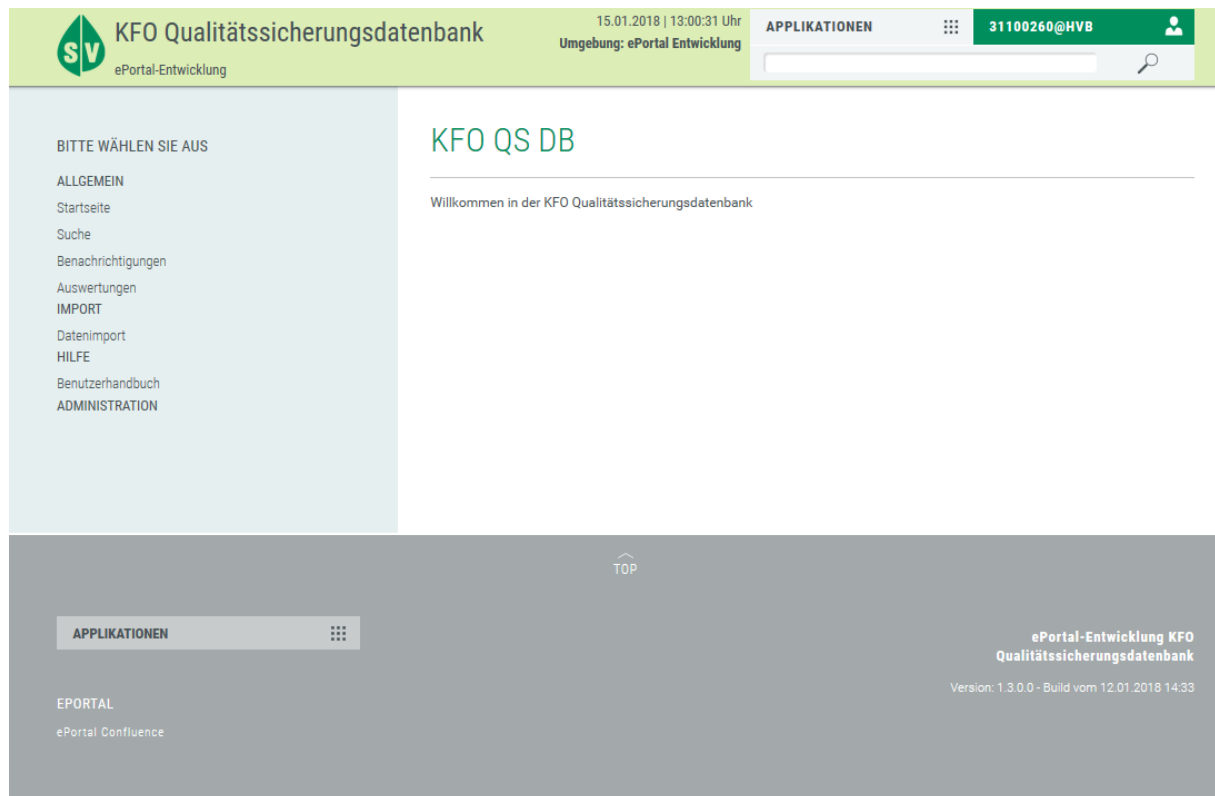 SV
KFO Qualitätssicherungsdatenbank
ePortal-Entwicklung
15.01.2018 | 13:00:31 Uhr
Umgebung: ePortal Entwicklung
APPLIKATIONEN
31100260@HVB
BITTE WÄHLEN SIE AUS
ALLGEMEIN
Startseite
Suche
Benachrichtigungen
Auswertungen
IMPORT
Datenimport
HILFE
Benutzerhandbuch
ADMINISTRATION
KFO QS DB
Willkommen in der KFO Qualitätssicherungsdatenbank
TOP
APPLIKATIONEN
EPORTAL
ePortal Confluence
ePortal-Entwicklung KFO
Qualitätssicherungsdatenbank
Version: 1.3.0.0 - Build vom 12.01.2018 14:33